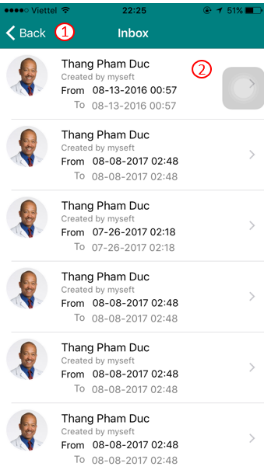 Viettel 22:25 51%
Back 1 Inbox
Thang Pham Duc 2
Created by myseft
From 08-13-2016 00:57
To 08-13-2016 00:57
Thang Pham Duc
Created by myseft
From 08-08-2017 02:48
To 08-08-2017 02:48
Thang Pham Duc
Created by myseft
From 07-26-2017 02:18
To 07-26-2017 02:18
Thang Pham Duc
Created by myseft
From 08-08-2017 02:48
To 08-08-2017 02:48
Thang Pham Duc
Created by myseft
From 08-08-2017 02:48
To 08-08-2017 02:48
Thang Pham Duc
Created by myseft
From 08-08-2017 02:48
To 08-08-2017 02:48